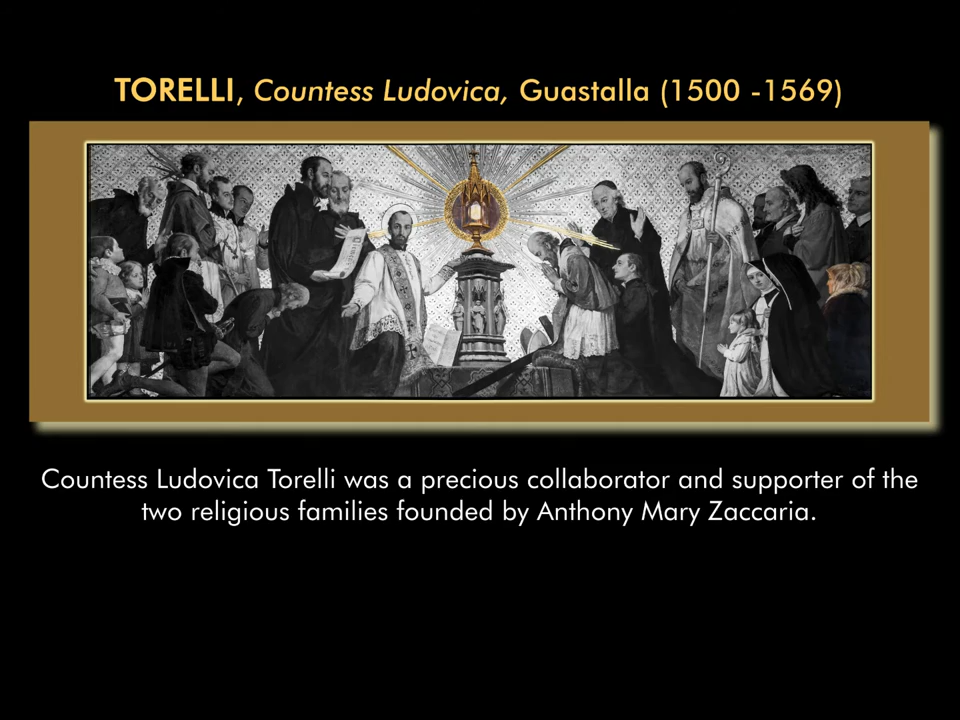 TORELLI, Countess Ludovica, Guastalla (1500 -1569)
Countess Ludovica Torelli was a precious collaborator and supporter of the
two religious families founded by Anthony Mary Zaccaria.